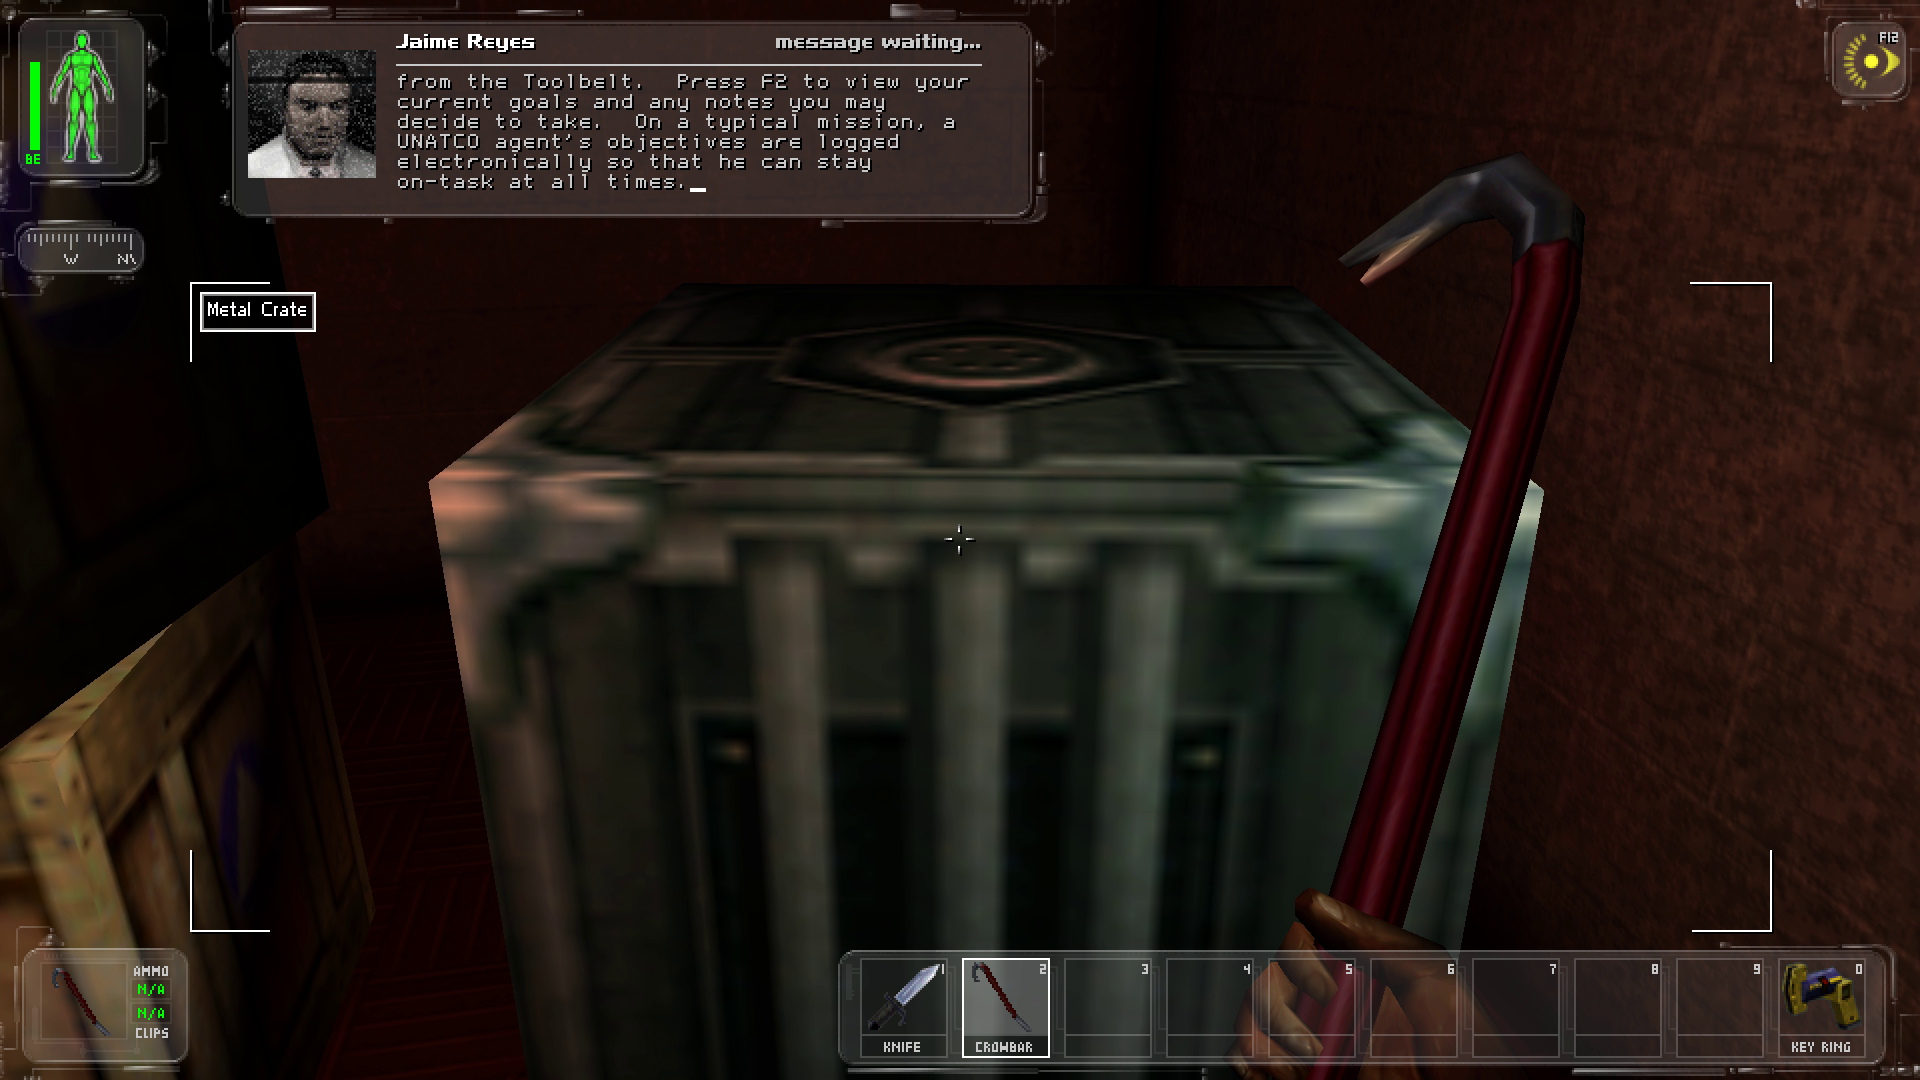 Jaime Reyes
message waiting...
from the Toolbelt. Press F2 to view your
current goals and any notes you may
decide to take. On a typical mission, a
UNATCO agent's objectives are logged
electronically so that he can stay
on-task at all times.
F12
BE
W
Metal Crate
AMMO
N/A
N/A
CLIPS
1
2
3
4
5
6
7
8
9
0
KNIFE
CROWBAR
KEY RING